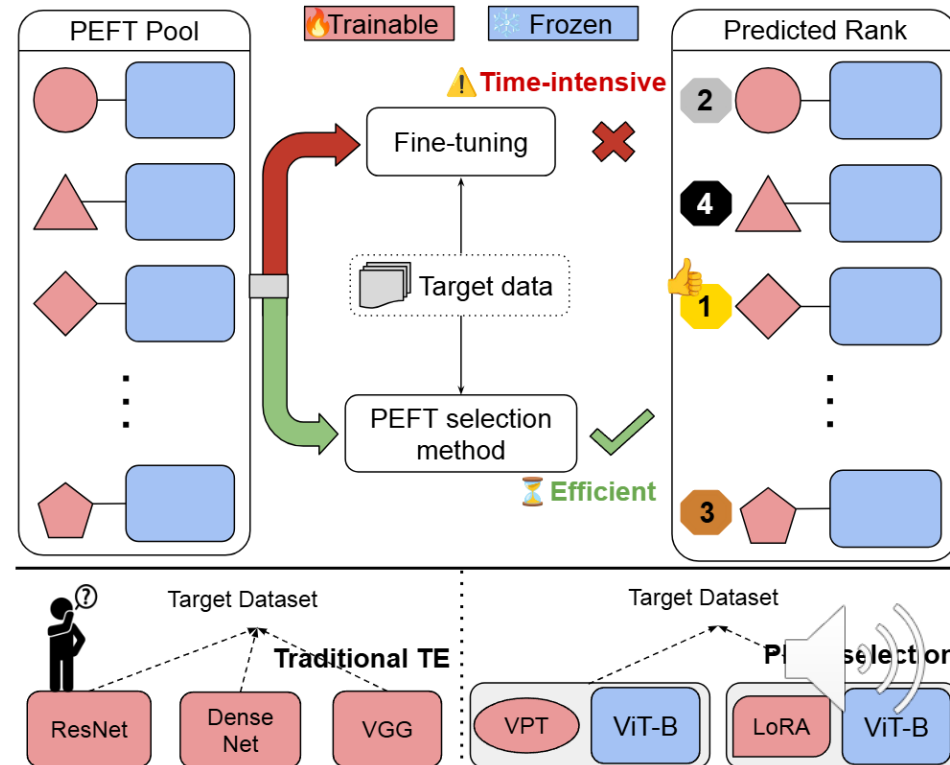 PEFT Pool
Trainable
Frozen
Predicted Rank
Time-intensive
Fine-tuning
2
4
Target data
1
PEFT selection
method
Efficient
3
?
Target Dataset
Traditional TE
ResNet
Dense
Net
VGG
Target Dataset
selection
VPT
ViT-B
LoRA
ViT-B